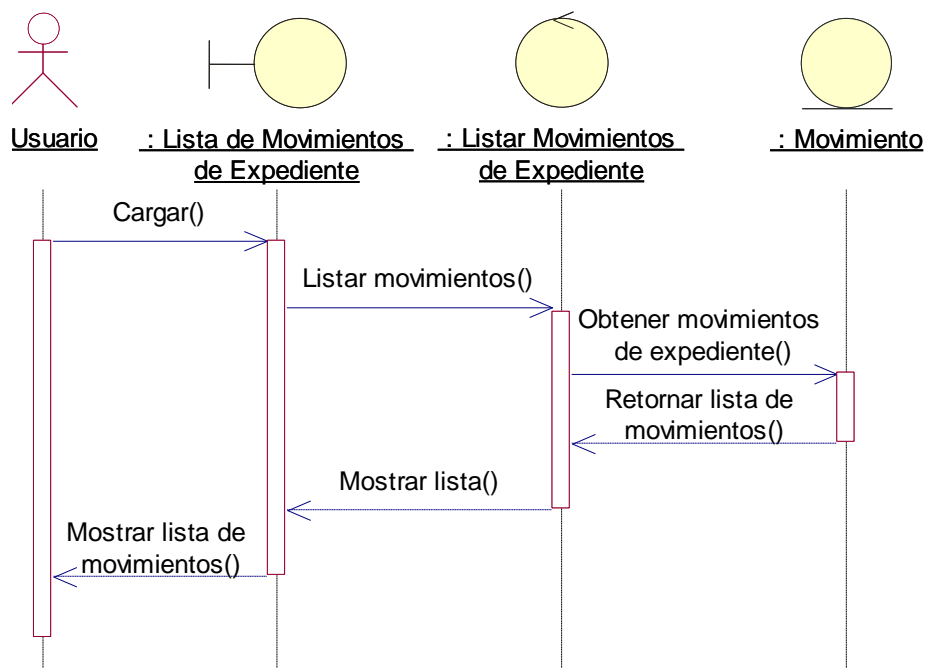 Usuario
: Lista de Movimientos
de Expediente
: Listar Movimientos
de Expediente
: Movimiento
Cargar()
Listar movimientos()
Obtener movimientos
de expediente()
Retornar lista de
movimientos()
Mostrar lista()
Mostrar lista de
movimientos()